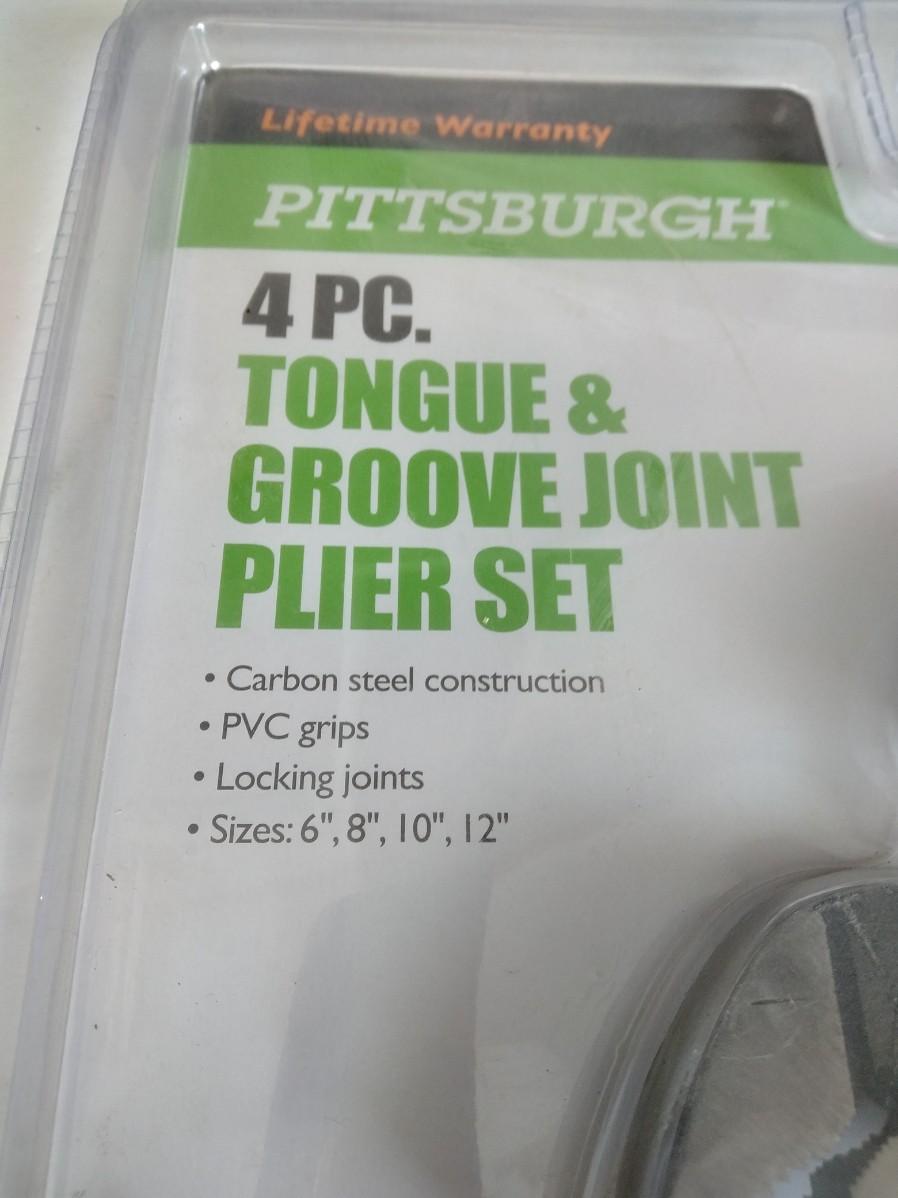 Lifetime Warranty
PITTSBURGH
4 PC.
TONGUE &
GROOVE JOINT
PLIER SET
• Carbon steel construction
• PVC grips
• Locking joints
• Sizes: 6", 8", 10", 12"